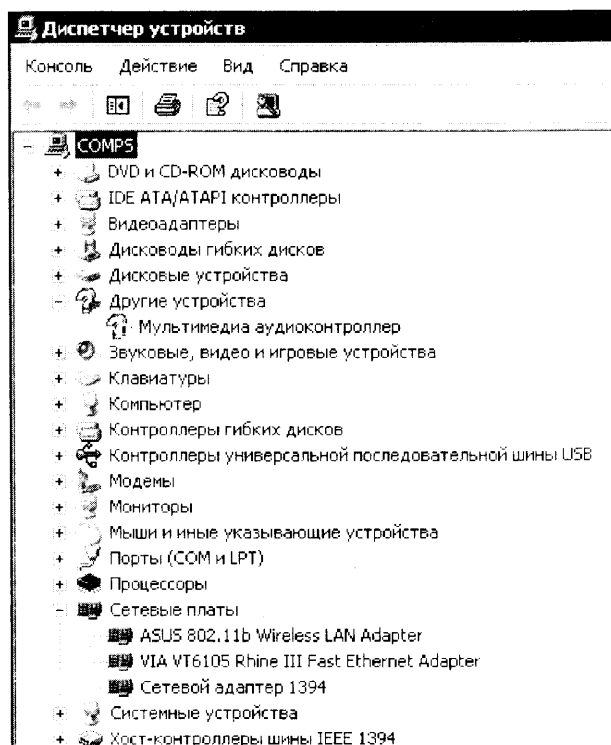 Диспетчер устройств
Консоль Действие Вид Справка
COMP5
DVD и CD-ROM дисководы
IDE ATA/ATAPI контроллеры
Видеоадаптеры
Дисководы гибких дисков
Дисковые устройства
Другие устройства
Мультимедиа аудиоконтроллер
Звуковые, видео и игровые устройства
Клавиатуры
Компьютер
Контроллеры гибких дисков
Контроллеры универсальной последовательной шины USB
Модемы
Мониторы
Мыши и иные указывающие устройства
Порты (COM и LPT)
Процессоры
Сетевые платы
ASUS 802.11b Wireless LAN Adapter
VIA VT6105 Rhine III Fast Ethernet Adapter
Сетевой адаптер 1394
Системные устройства
Хост-контроллеры шины IEEE 1394